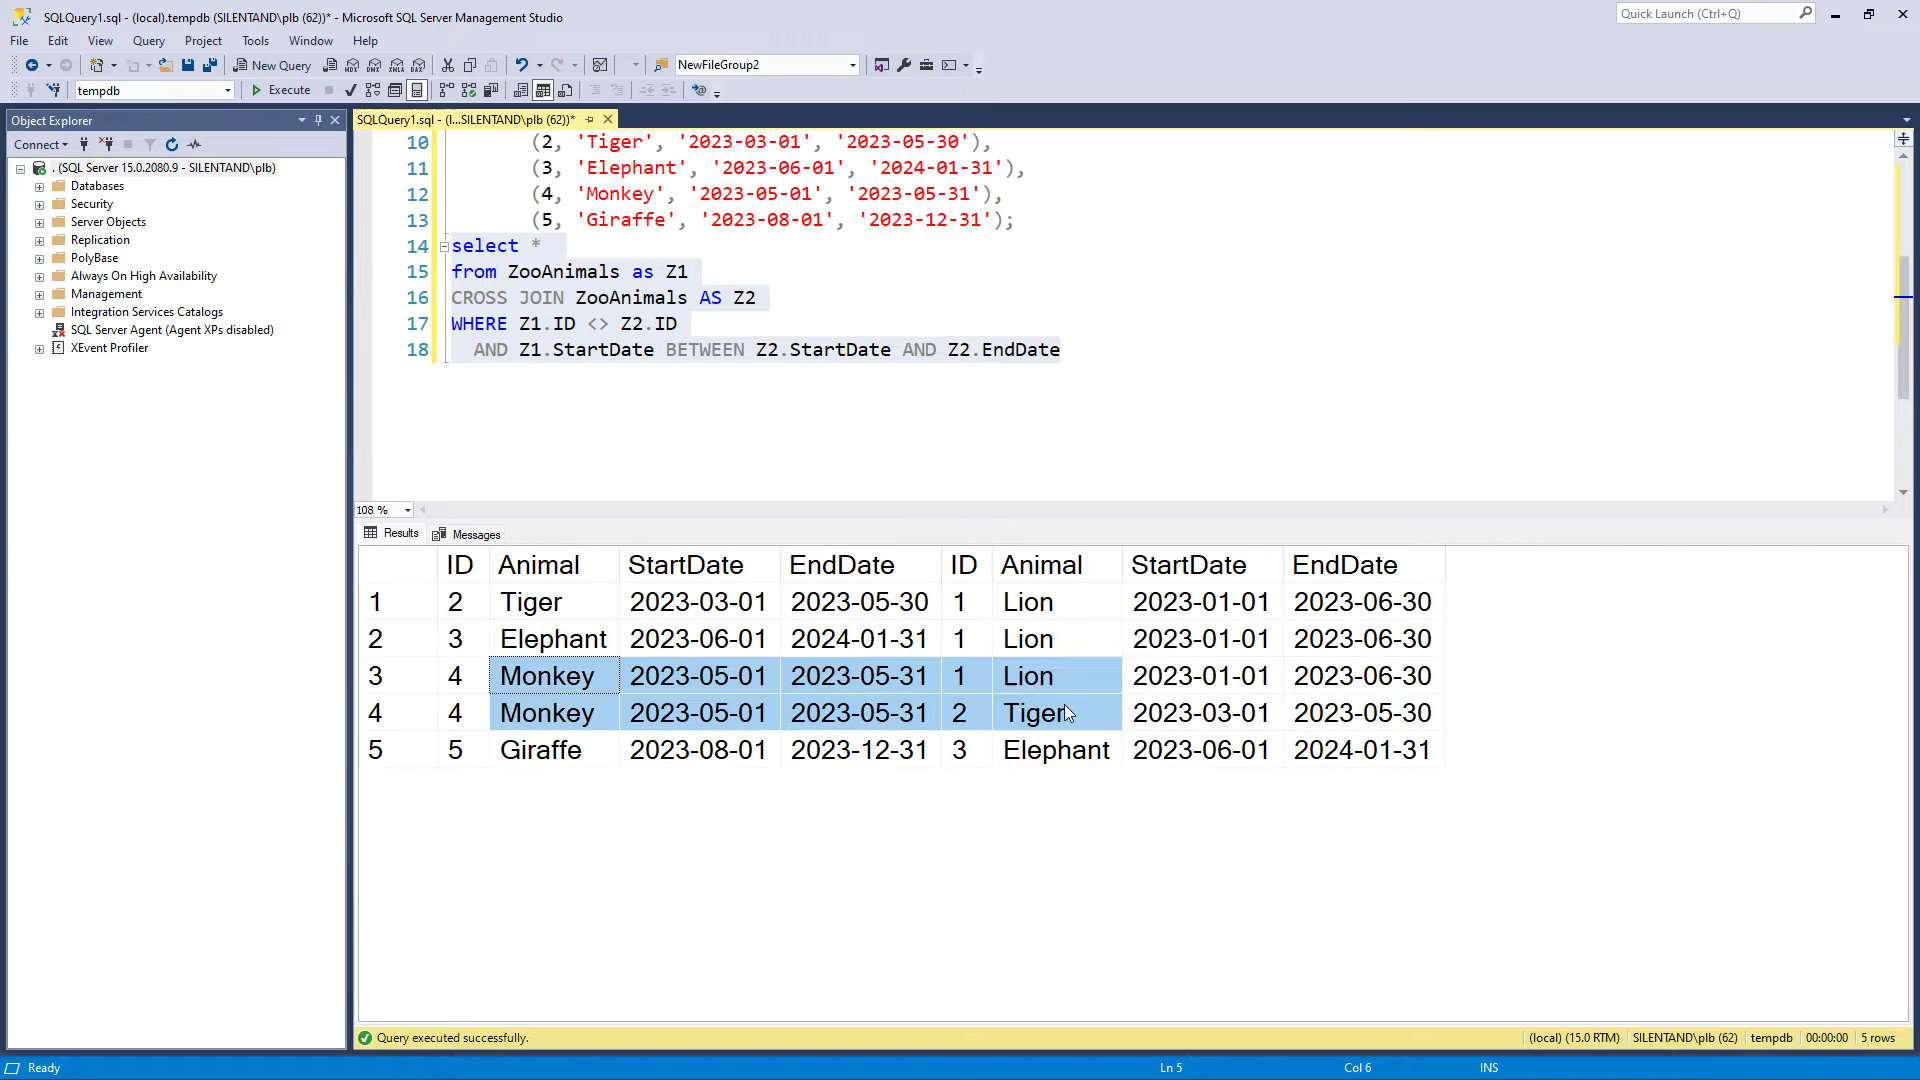 SQLQuery1.sql - (local).tempdb (SILENTAND\plb (62))* - Microsoft SQL Server Management Studio
Quick Launch (Ctrl+Q)
File Edit View Query Project Tools Window Help
New Query
MDX DMX XMLA DAX
NewFileGroup2
tempdb
Execute
Object Explorer
SQLQuery1.sql - (l...SILENTAND\plb (62))*
Connect
. (SQL Server 15.0.2080.9 - SILENTAND\plb)
Databases
Security
Server Objects
Replication
PolyBase
Always On High Availability
Management
Integration Services Catalogs
SQL Server Agent (Agent XPs disabled)
XEvent Profiler
10 (2, 'Tiger', '2023-03-01', '2023-05-30'),
11 (3, 'Elephant', '2023-06-01', '2024-01-31'),
12 (4, 'Monkey', '2023-05-01', '2023-05-31'),
13 (5, 'Giraffe', '2023-08-01', '2023-12-31');
14 select *
15 from ZooAnimals as Z1
16 CROSS JOIN ZooAnimals AS Z2
17 WHERE Z1.ID <> Z2.ID
18 AND Z1.StartDate BETWEEN Z2.StartDate AND Z2.EndDate
108 %
Results Messages
ID Animal StartDate EndDate ID Animal StartDate EndDate
1 2 Tiger 2023-03-01 2023-05-30 1 Lion 2023-01-01 2023-06-30
2 3 Elephant 2023-06-01 2024-01-31 1 Lion 2023-01-01 2023-06-30
3 4 Monkey 2023-05-01 2023-05-31 1 Lion 2023-01-01 2023-06-30
4 4 Monkey 2023-05-01 2023-05-31 2 Tiger 2023-03-01 2023-05-30
5 5 Giraffe 2023-08-01 2023-12-31 3 Elephant 2023-06-01 2024-01-31
Query executed successfully.
(local) (15.0 RTM) SILENTAND\plb (62) tempdb 00:00:00 5 rows
Ready
Ln 5 Col 6 INS